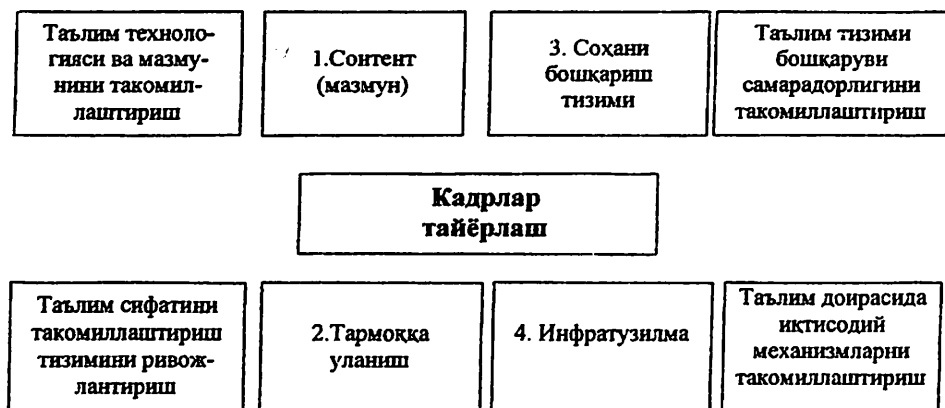 Таълим техноло-
гияси ва мазму-
нини такомил-
лаштириш
1.Контент
(мазмун)
3. Соҳани
бошқариш
тизими
Таълим тизими
бошқаруви
самарадорлигини
такомиллаштириш
Кадрлар
тайёрлаш
Таълим сифатини
такомиллаштириш
тизимини ривож-
лантириш
2.Тармоққа
уланиш
4. Инфратузилма
Таълим доирасида
иқтисодий
механизмларни
такомиллаштириш